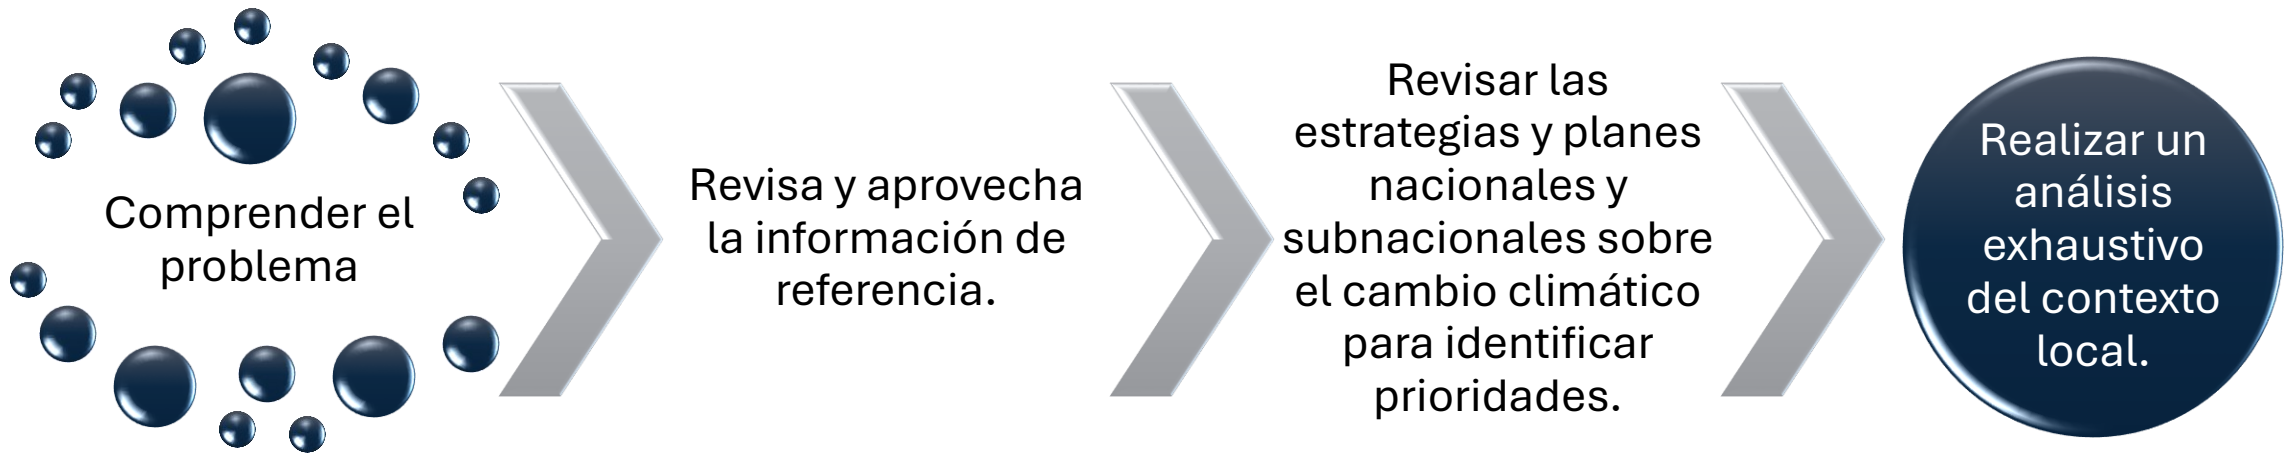 Comprender el
problema
Revisa y aprovecha
la información de
referencia.
Revisar las
estrategias y planes
nacionales y
subnacionales sobre
el cambio climático
para identificar
prioridades.
Realizar un
análisis
exhaustivo
del contexto
local.